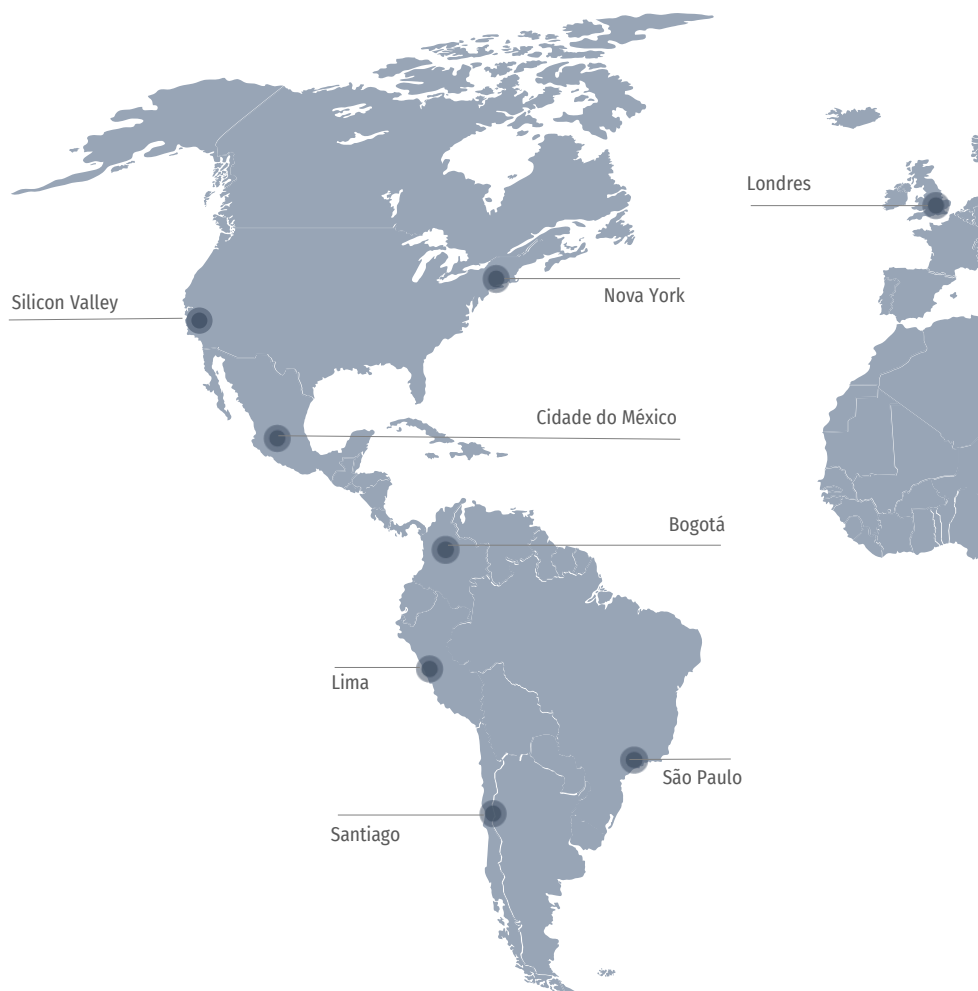 Londres
Silicon Valley
Nova York
Cidade do México
Bogotá
Lima
São Paulo
Santiago